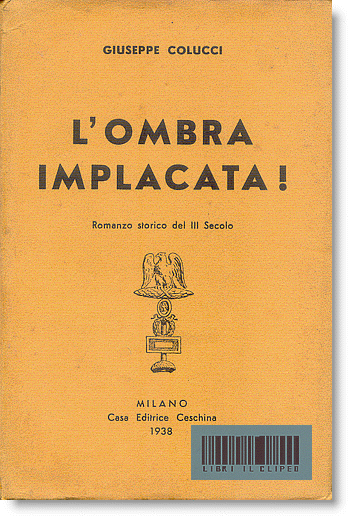 GIUSEPPE COLUCCI
L'OMBRA
IMPLACATA!
Romanzo storico del III Secolo
MILANO
Casa Editrice Ceschina
1938
LIBRI IL CLIPEO